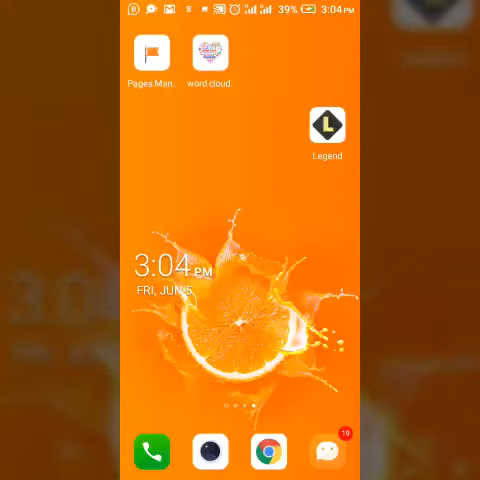 39% 3:04 PM
Pages Man..
word cloud..
L
Legend
3:04 PM
FRI, JUN 5
19